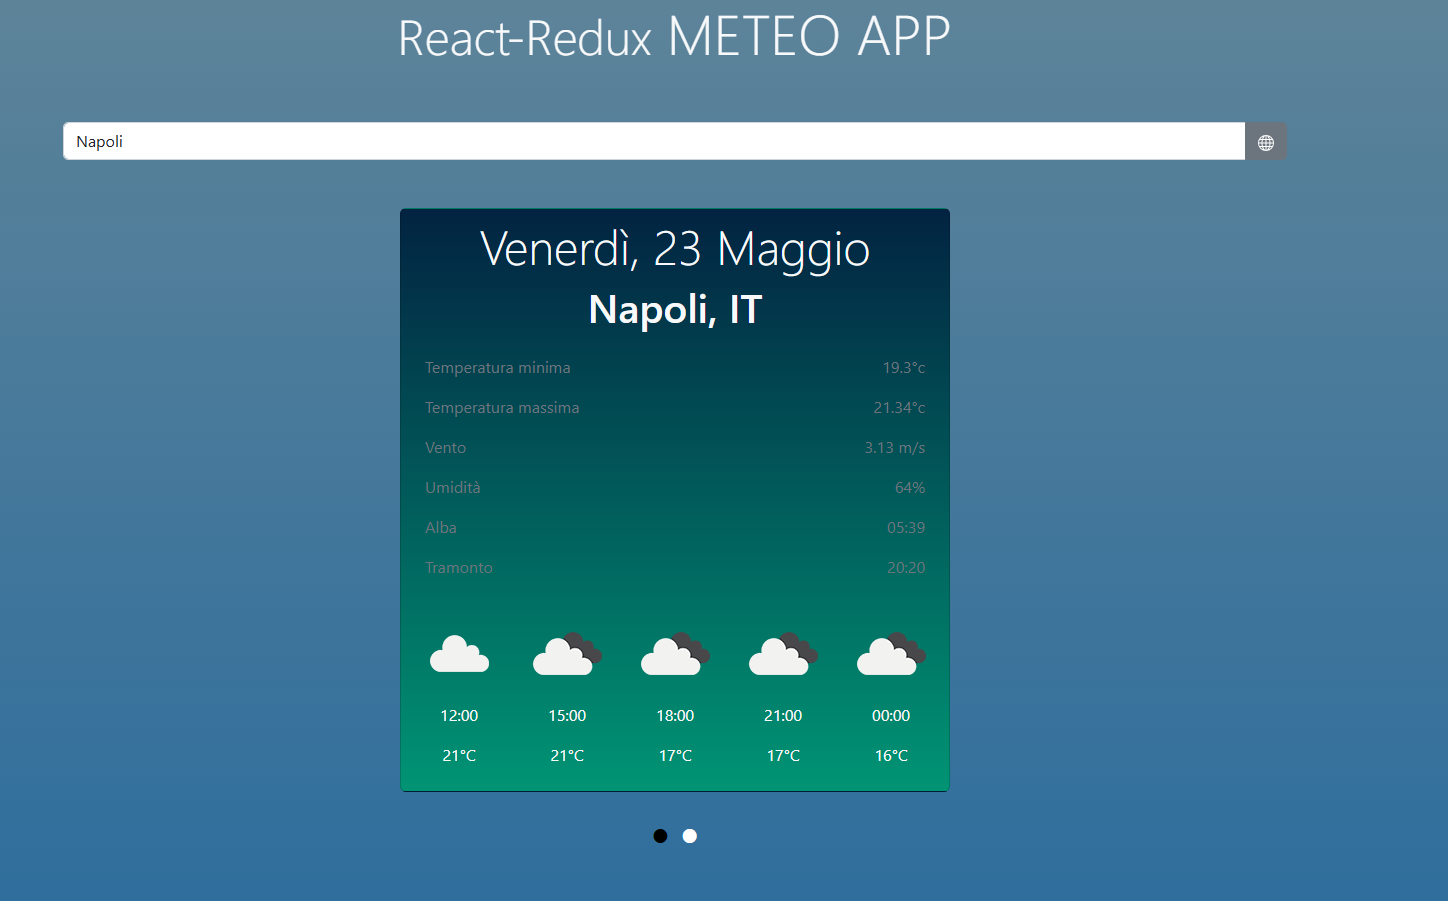 React-Redux METEO APP
Napoli
Venerdì, 23 Maggio
Napoli, IT
Temperatura minima 19.3°c
Temperatura massima 21.34°c
Vento 3.13 m/s
Umidità 64%
Alba 05:39
Tramonto 20:20
12:00 15:00 18:00 21:00 00:00
21°C 21°C 17°C 17°C 16°C